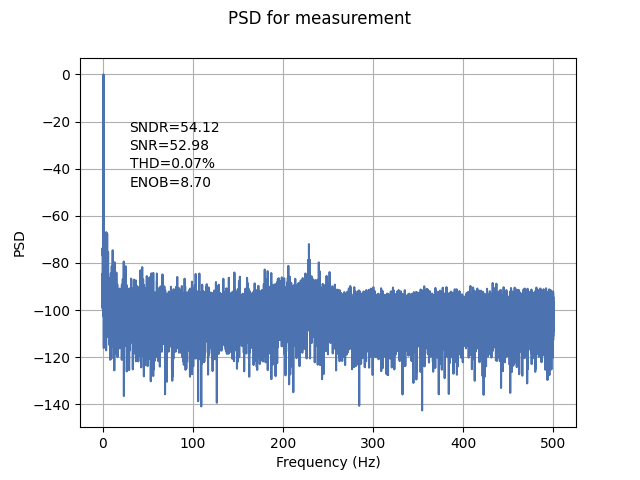 PSD for measurement
0
−20
−40
−60
−80
−100
−120
−140
PSD
SNDR=54.12
SNR=52.98
THD=0.07%
ENOB=8.70
0 100 200 300 400 500
Frequency (Hz)